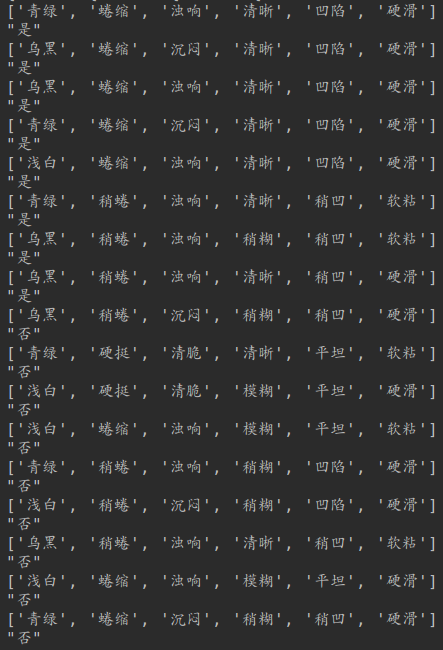 ['青绿', '蜷缩', '浊响', '清晰', '凹陷', '硬滑']
"是"
['乌黑', '蜷缩', '沉闷', '清晰', '凹陷', '硬滑']
"是"
['乌黑', '蜷缩', '浊响', '清晰', '凹陷', '硬滑']
"是"
['青绿', '蜷缩', '沉闷', '清晰', '凹陷', '硬滑']
"是"
['浅白', '蜷缩', '浊响', '清晰', '凹陷', '硬滑']
"是"
['青绿', '稍蜷', '浊响', '清晰', '稍凹', '软粘']
"是"
['乌黑', '稍蜷', '浊响', '稍糊', '稍凹', '软粘']
"是"
['乌黑', '稍蜷', '浊响', '清晰', '稍凹', '硬滑']
"是"
['乌黑', '稍蜷', '沉闷', '稍糊', '稍凹', '硬滑']
"否"
['青绿', '硬挺', '清脆', '清晰', '平坦', '软粘']
"否"
['浅白', '硬挺', '清脆', '模糊', '平坦', '硬滑']
"否"
['浅白', '蜷缩', '浊响', '模糊', '平坦', '软粘']
"否"
['青绿', '稍蜷', '浊响', '稍糊', '凹陷', '硬滑']
"否"
['浅白', '稍蜷', '沉闷', '稍糊', '凹陷', '硬滑']
"否"
['乌黑', '稍蜷', '浊响', '清晰', '稍凹', '软粘']
"否"
['浅白', '蜷缩', '浊响', '模糊', '平坦', '硬滑']
"否"
['青绿', '蜷缩', '沉闷', '稍糊', '稍凹', '硬滑']
"否"